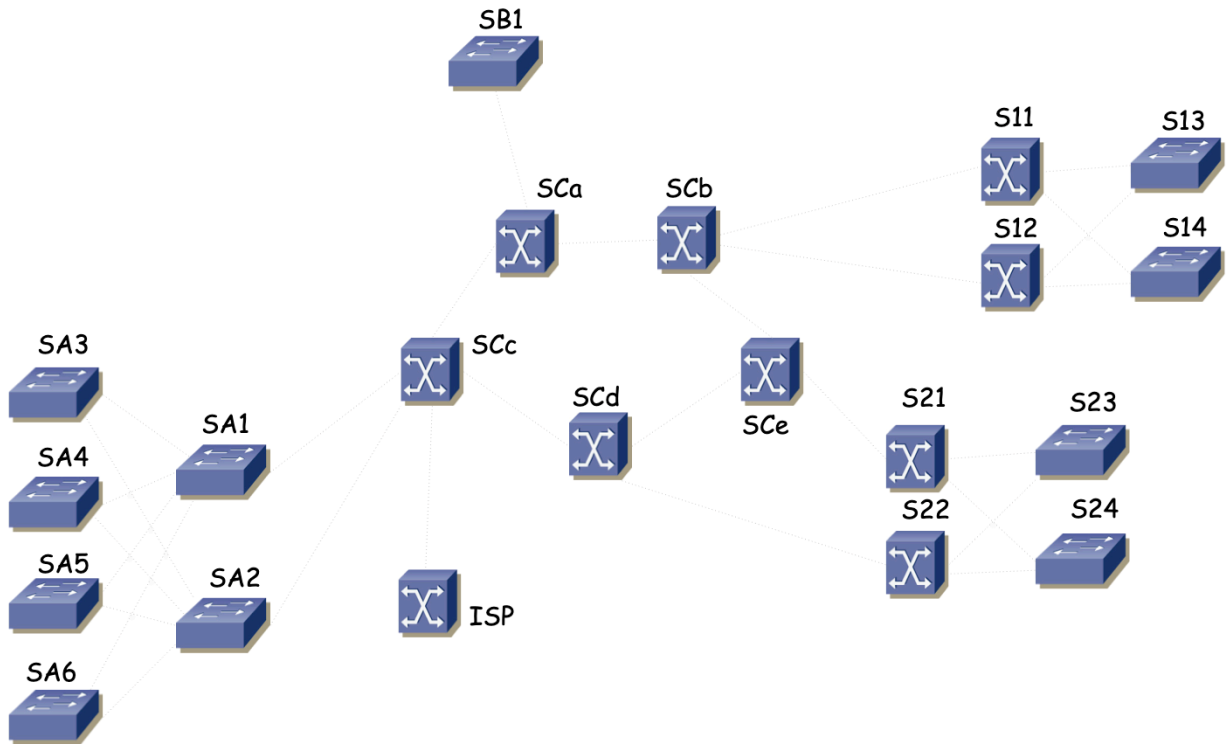 SB1
S11
S13
SCa
SCb
S12
S14
SA3
SCc
SCd
SCe
S21
S23
SA1
SA4
S22
S24
SA5
SA2
ISP
SA6